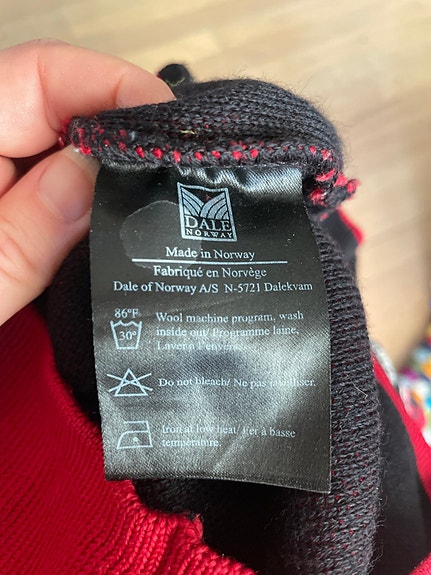 DALE
NORWAY
Made in Norway
Fabriqué en Norvège
Dale of Norway A/S N-5721 Dalekvam
86°F
30°
Wool machine program, wash
inside out/ Programme laine,
Laver à l'envers.
Do not bleach/ Ne pas utiliser.
Iron at low heat/ Fer à basse
température.